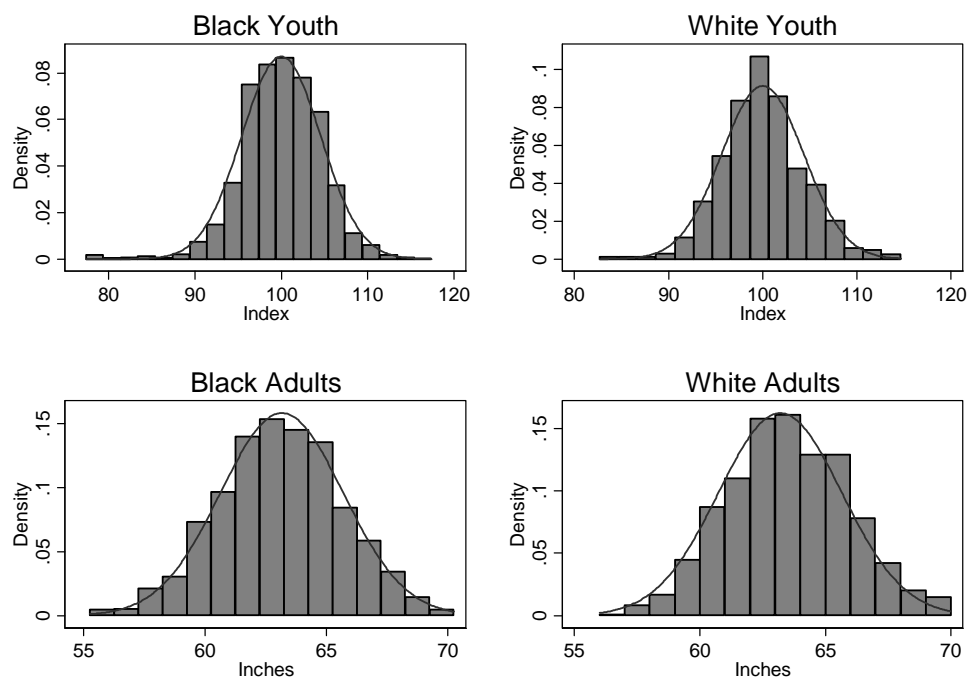 Black Youth
Density
0 .02 .04 .06 .08
80 90 100 110 120
Index
White Youth
Density
0 .02 .04 .06 .08 .1
80 90 100 110 120
Index
Black Adults
Density
0 .05 .1 .15
55 60 65 70
Inches
White Adults
Density
0 .05 .1 .15
55 60 65 70
Inches